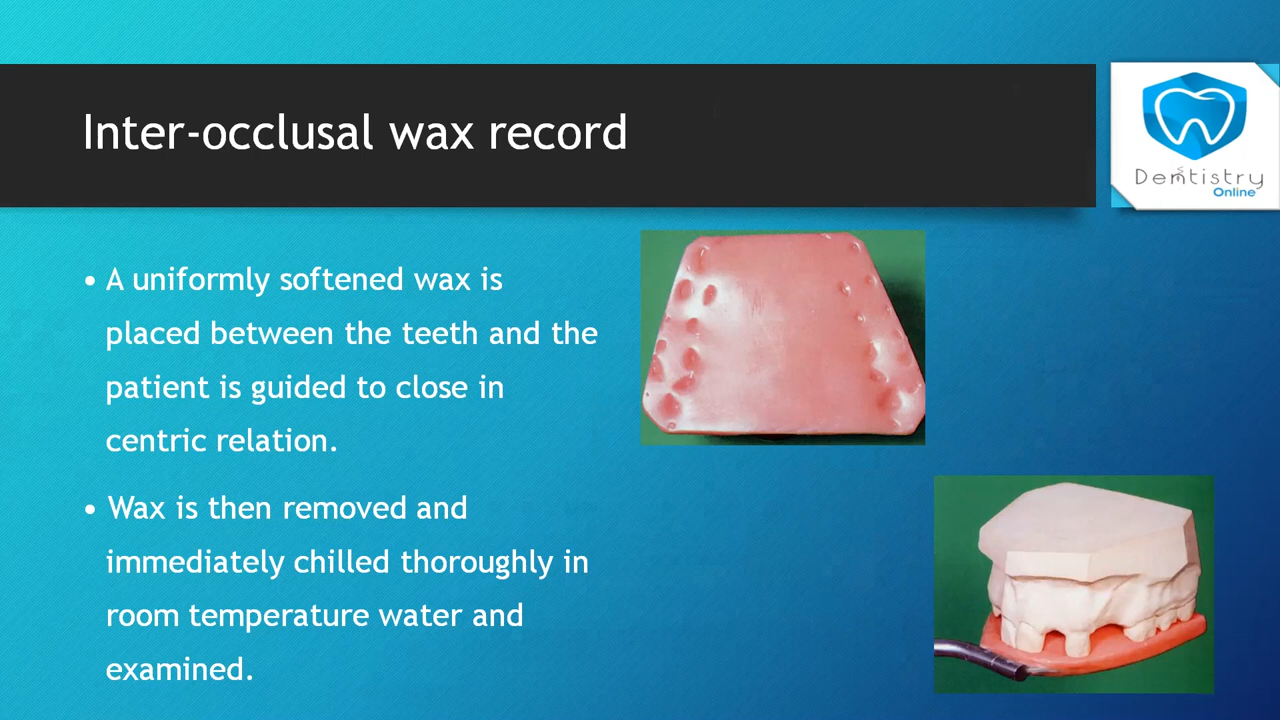 Inter-occlusal wax record
Dentistry
Online
• A uniformly softened wax is
placed between the teeth and the
patient is guided to close in
centric relation.
• Wax is then removed and
immediately chilled thoroughly in
room temperature water and
examined.